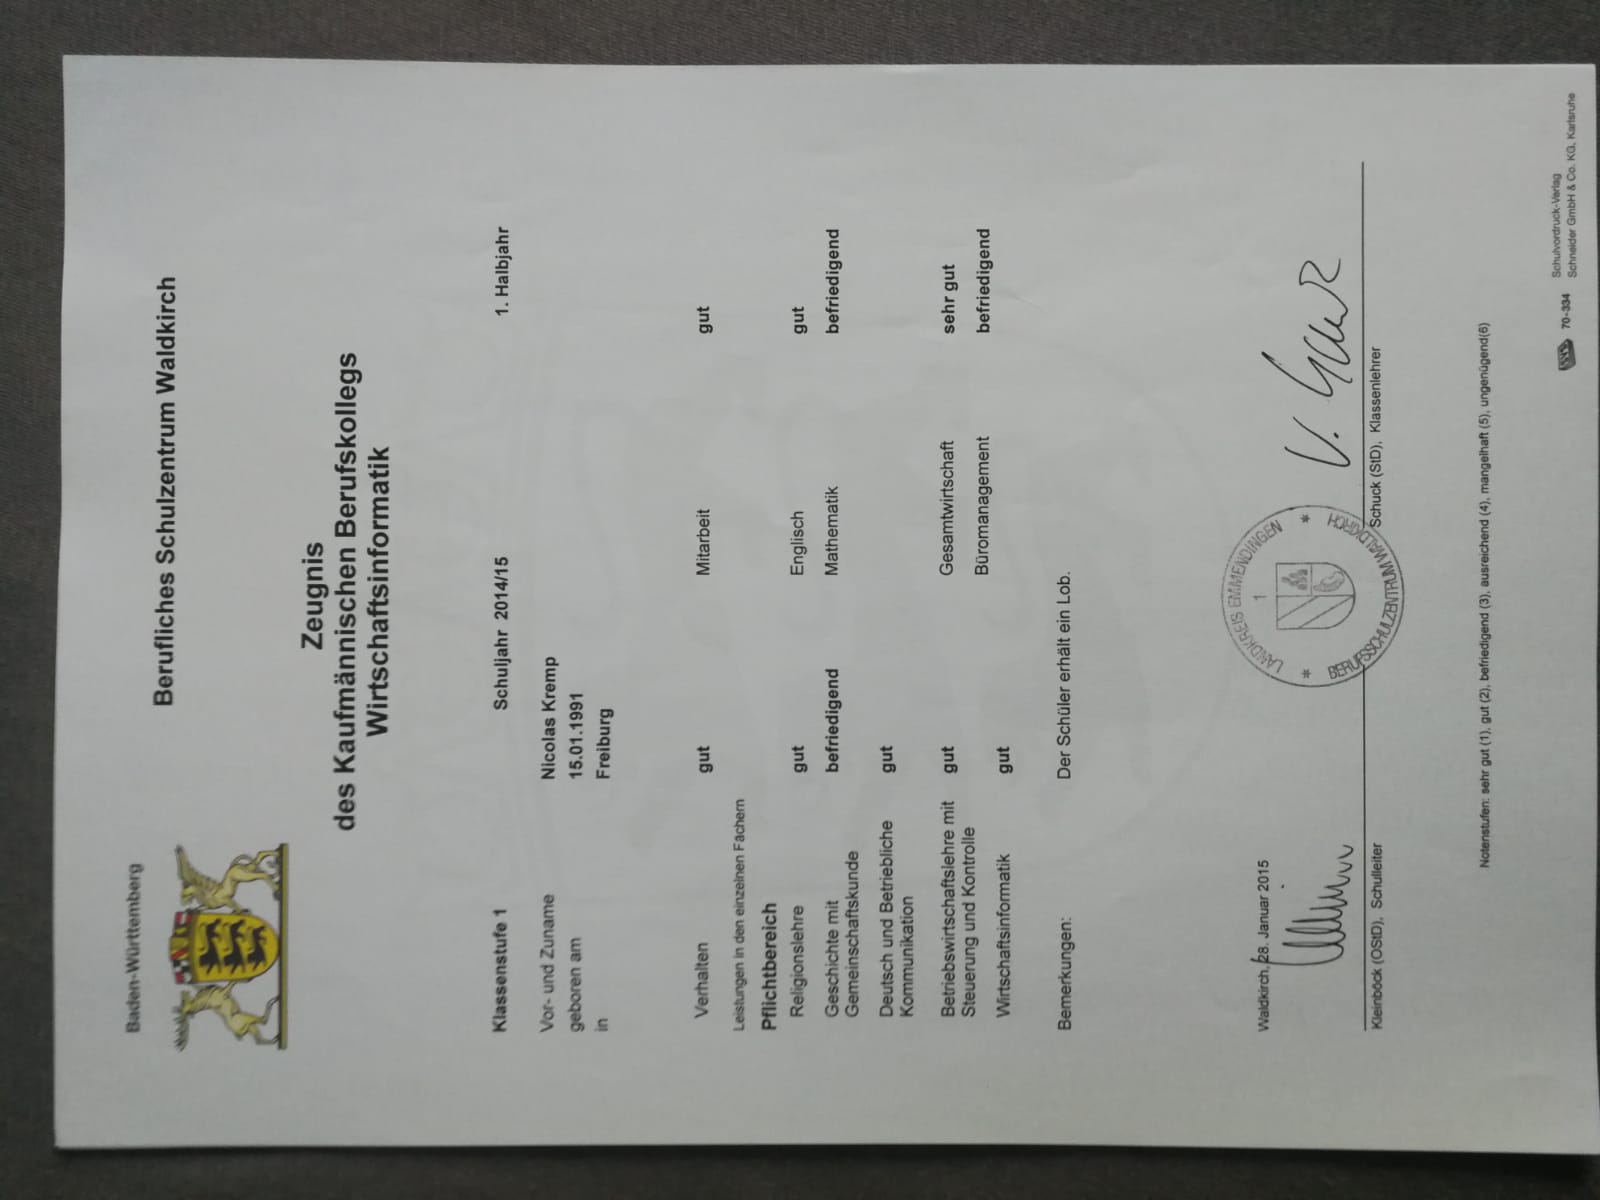 Baden-Württemberg
Berufliches Schulzentrum Waldkirch
Zeugnis
des Kaufmännischen Berufskollegs
Wirtschaftsinformatik
Klassenstufe 1 Schuljahr 2014/15 1. Halbjahr
Vor- und Zuname Nicolas Kremp
geboren am 15.01.1991
in Freiburg
Verhalten gut Mitarbeit gut
Leistungen in den einzelnen Fächern
Pflichtbereich
Religionslehre gut Englisch gut
Geschichte mit befriedigend Mathematik befriedigend
Gemeinschaftskunde
Deutsch und Betriebliche gut
Kommunikation
Betriebswirtschaftslehre mit gut Gesamtwirtschaft sehr gut
Steuerung und Kontrolle
Büromanagement befriedigend
Wirtschaftsinformatik gut
Bemerkungen: Der Schüler erhält ein Lob.
LANDKREIS EMMENDINGEN
1
BERUFSSCHULZENTRUM WALDKIRCH
Waldkirch, 28. Januar 2015
Kleinböck (OStD), Schulleiter Schuck (StD), Klassenlehrer
Notenstufen: sehr gut (1), gut (2), befriedigend (3), ausreichend (4), mangelhaft (5), ungenügend(6)
70-334 Schulvordruck-Verlag
Schneider GmbH & Co. KG, Karlsruhe